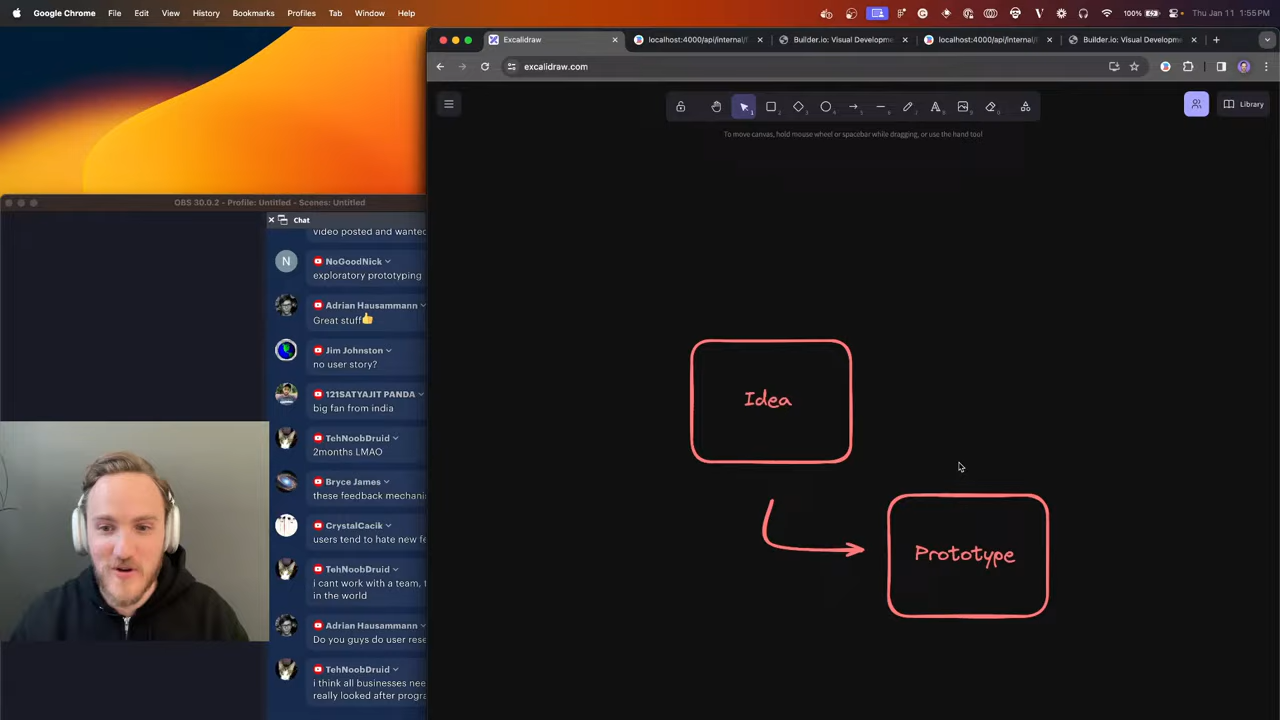 Google Chrome File Edit View History Bookmarks Profiles Tab Window Help 100% Thu Jan 11 1:55 PM
Excalidraw localhost:4000/api/internal/ Builder.io: Visual Developm localhost:4000/api/internal/ Builder.io: Visual Developm
excalidraw.com
Library
To move canvas, hold mouse wheel or spacebar while dragging, or use the hand tool
OBS 30.0.2 - Profile: Untitled - Scenes: Untitled
Chat
video posted and wanted
N NoGoodNick
exploratory prototyping
Adrian Hausammann
Great stuff👍
Jim Johnston
no user story?
121SATYAJIT PANDA
big fan from india
TehNoobDruid
2months LMAO
Bryce James
these feedback mechani
CrystalCacik
users tend to hate new fe
TehNoobDruid
i cant work with a team,
in the world
Adrian Hausammann
Do you guys do user rese
TehNoobDruid
i think all businesses nee
really looked after progra
Idea
Prototype